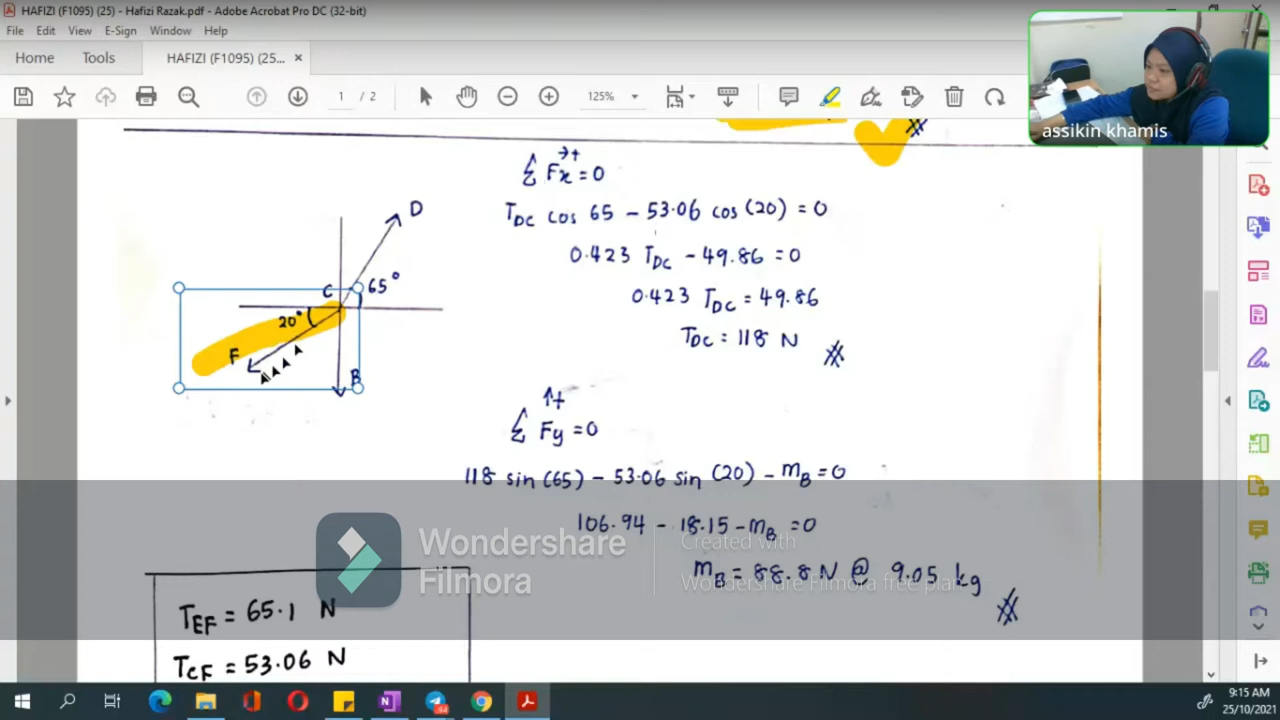 HAFIZI (F1095) (25) - Hafizi Razak.pdf - Adobe Acrobat Pro DC (32-bit)
File Edit View E-Sign Window Help
Home Tools HAFIZI (F1095) (25... ×
1 / 2 125%
assikin khamis
Σ Fx = 0
TDC cos 65 - 53.06 cos (20) = 0
0.423 TDC - 49.86 = 0
0.423 TDC = 49.86
TDC = 118 N
D
C 65°
20°
F
B
Σ Fy = 0
118 sin (65) - 53.06 sin (20) - mB = 0
106.94 - 18.15 - mB = 0
mB = 88.8 N @ 9.05 kg
Wondershare
Filmora
Created with
Wondershare Filmora free plan
TEF = 65.1 N
TCF = 53.06 N
9:15 AM
25/10/2021